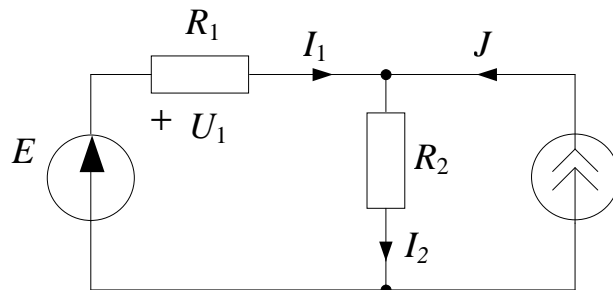 R₁ I₁ J
+ U₁
E R₂
I₂